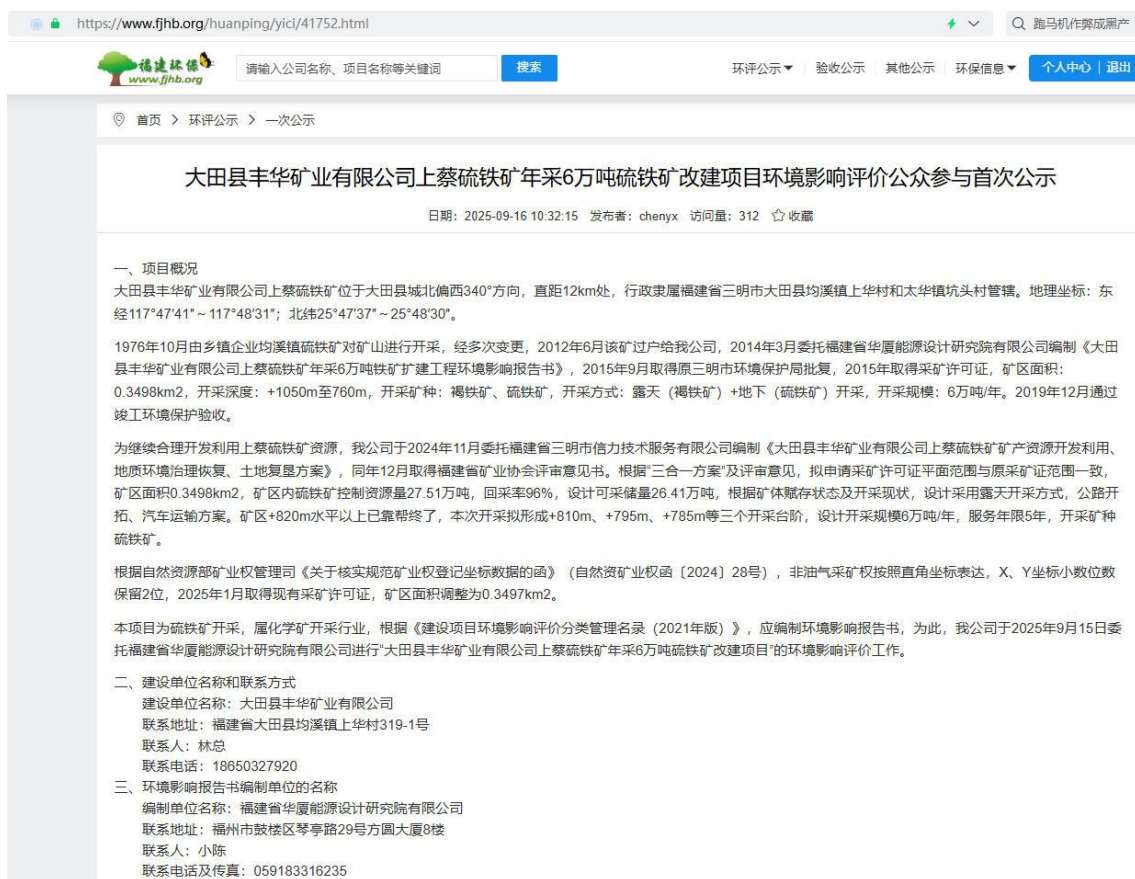 https://www.fjhb.org/huanping/yici/41752.html
跑马机作弊成黑产
福建环保
www.fjhb.org
请输入公司名称、项目名称等关键词
搜索
环评公示 验收公示 其他公示 环保信息 个人中心 | 退出
首页 > 环评公示 > 一次公示
大田县丰华矿业有限公司上蔡硫铁矿年采6万吨硫铁矿改建项目环境影响评价公众参与首次公示
日期：2025-09-16 10:32:15 发布者：chenyx 访问量：312 收藏
一、项目概况
大田县丰华矿业有限公司上蔡硫铁矿位于大田县城北偏西340°方向，直距12km处，行政隶属福建省三明市大田县均溪镇上华村和太华镇坑头村管辖。地理坐标：东
经117°47′41″～117°48′31″；北纬25°47′37″～25°48′30″。
1976年10月由乡镇企业均溪镇硫铁矿对矿山进行开采，经多次变更，2012年6月该矿过户给我公司，2014年3月委托福建省华厦能源设计研究院有限公司编制《大田
县丰华矿业有限公司上蔡硫铁矿年采6万吨铁矿扩建工程环境影响报告书》，2015年9月取得原三明市环境保护局批复，2015年取得采矿许可证，矿区面积：
0.3498km2，开采深度：+1050m至760m，开采矿种：褐铁矿、硫铁矿，开采方式：露天（褐铁矿）+地下（硫铁矿）开采，开采规模：6万吨/年。2019年12月通过
竣工环境保护验收。
为继续合理开发利用上蔡硫铁矿资源，我公司于2024年11月委托福建省三明市信力技术服务有限公司编制《大田县丰华矿业有限公司上蔡硫铁矿矿产资源开发利用、
地质环境治理恢复、土地复垦方案》，同年12月取得福建省矿业协会评审意见书。根据“三合一方案”及评审意见，拟申请采矿许可证平面范围与原采矿证范围一致，
矿区面积0.3498km2，矿区内硫铁矿控制资源量27.51万吨，回采率96%，设计可采储量26.41万吨，根据矿体赋存状态及开采现状，设计采用露天开采方式，公路开
拓、汽车运输方案。矿区+820m水平以上已靠帮终了，本次开采拟形成+810m、+795m、+785m等三个开采台阶，设计开采规模6万吨/年，服务年限5年，开采矿种
硫铁矿。
根据自然资源部矿业权管理司《关于核实规范矿业权登记坐标数据的函》（自然资矿业权函〔2024〕28号），非油气采矿权按照直角坐标表达，X、Y坐标小数位数
保留2位，2025年1月取得现有采矿许可证，矿区面积调整为0.3497km2。
本项目为硫铁矿开采，属化学矿开采行业，根据《建设项目环境影响评价分类管理名录（2021年版）》，应编制环境影响报告书，为此，我公司于2025年9月15日委
托福建省华厦能源设计研究院有限公司进行“大田县丰华矿业有限公司上蔡硫铁矿年采6万吨硫铁矿改建项目”的环境影响评价工作。
二、建设单位名称和联系方式
建设单位名称：大田县丰华矿业有限公司
联系地址：福建省大田县均溪镇上华村319-1号
联系人：林总
联系电话：18650327920
三、环境影响报告书编制单位的名称
编制单位名称：福建省华厦能源设计研究院有限公司
联系地址：福州市鼓楼区琴亭路29号方圆大厦8楼
联系人：小陈
联系电话及传真：059183316235